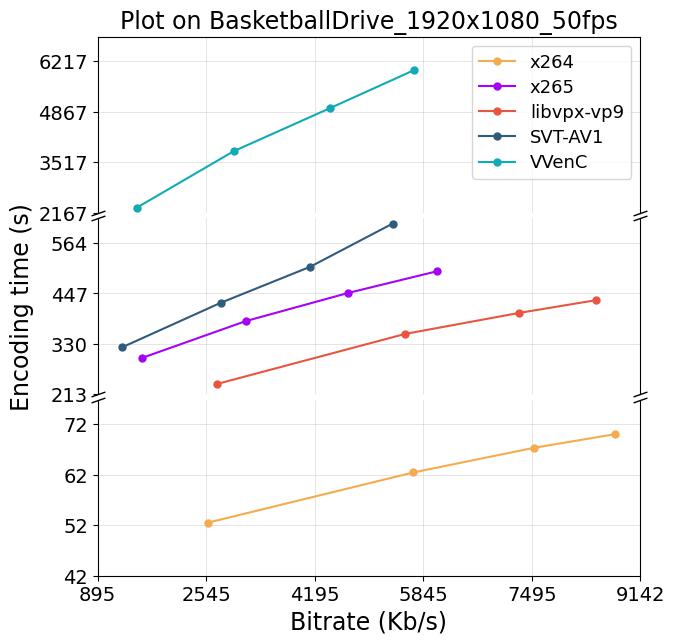 Plot on BasketballDrive_1920x1080_50fps
x264
x265
libvpx-vp9
SVT-AV1
VVenC
Encoding time (s)
6217
4867
3517
2167
564
447
330
213
72
62
52
42
895 2545 4195 5845 7495 9142
Bitrate (Kb/s)